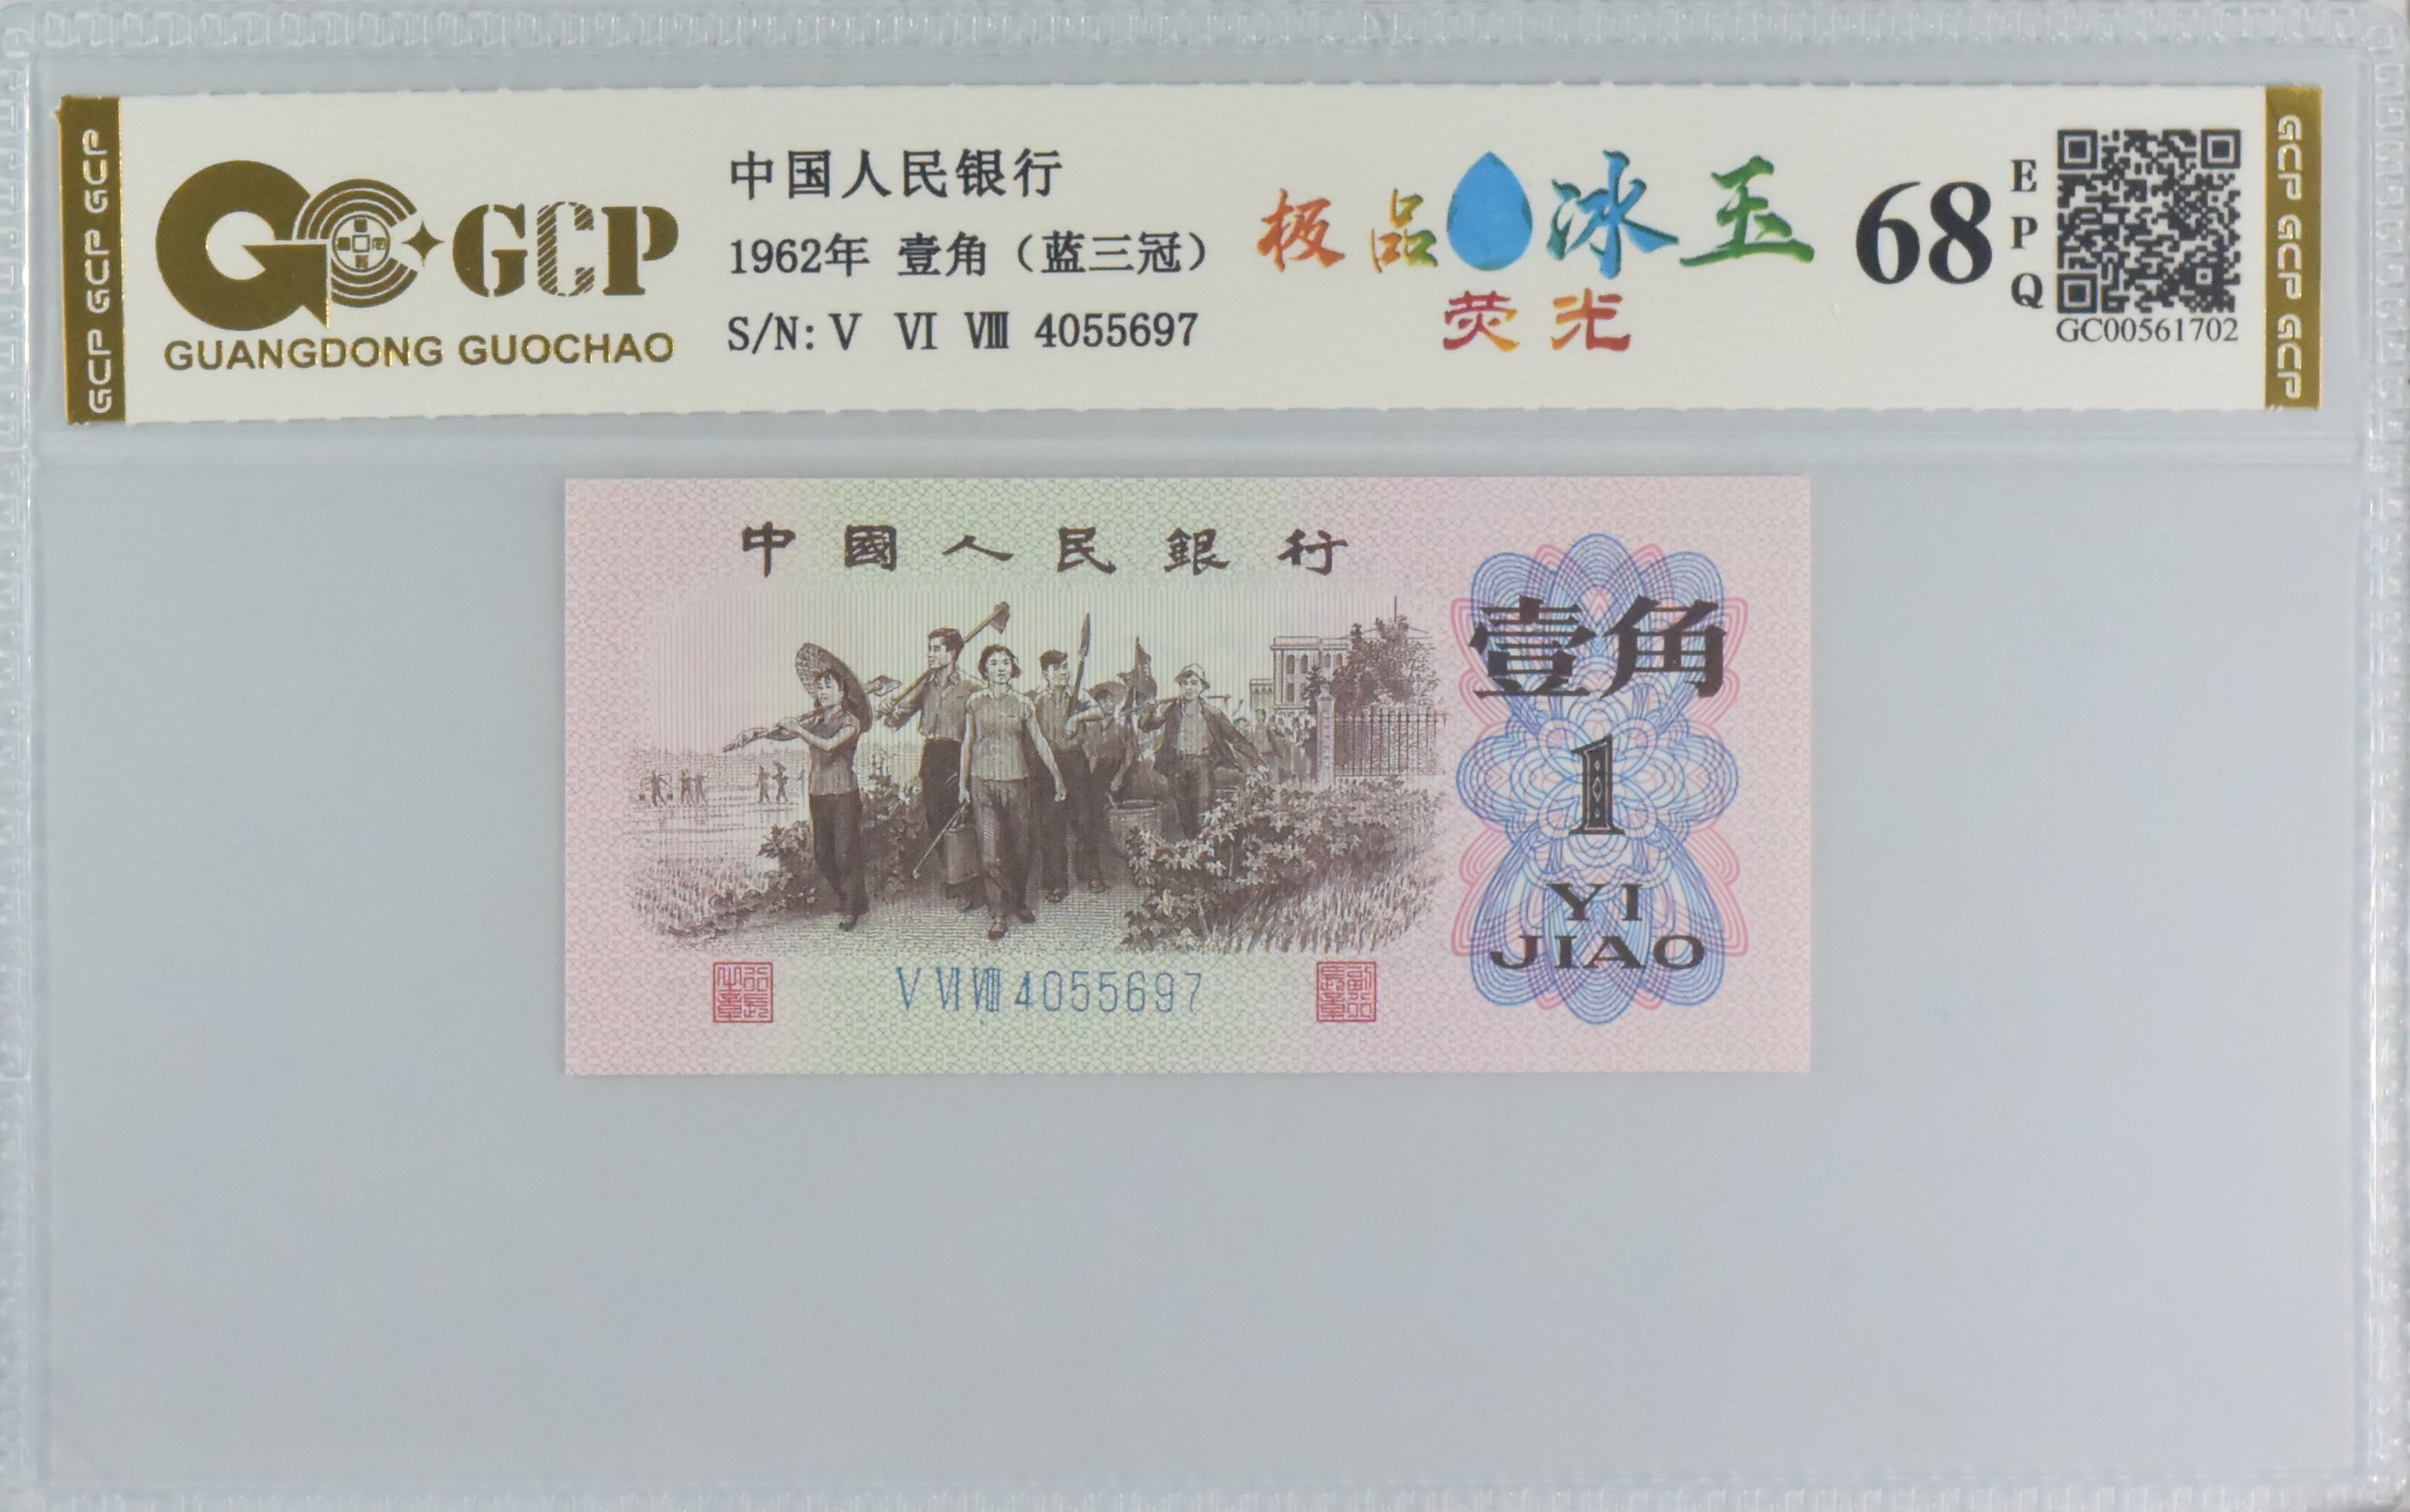 GCP GCP GCP
GCP
GUANGDONG GUOCHAO
中国人民银行
1962年 壹角（蓝三冠）
S/N: Ⅴ Ⅵ Ⅷ 4055697
极品冰玉
荧光
68
EPQ
GC00561702
GCP GCP GCP
中國人民銀行
壹角
1
YI
JIAO
Ⅴ Ⅵ Ⅷ 4055697